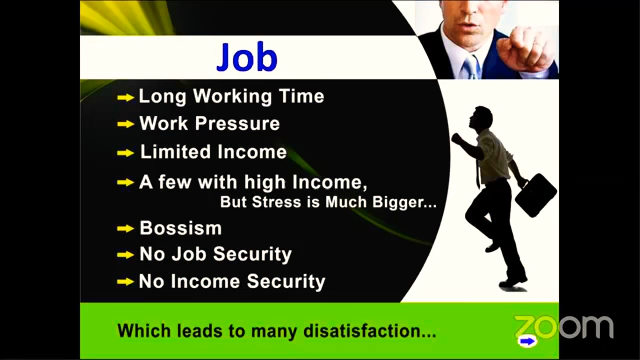 Job
Long Working Time
Work Pressure
Limited Income
A few with high Income,
But Stress is Much Bigger...
Bossism
No Job Security
No Income Security
Which leads to many disatisfaction...
zoom